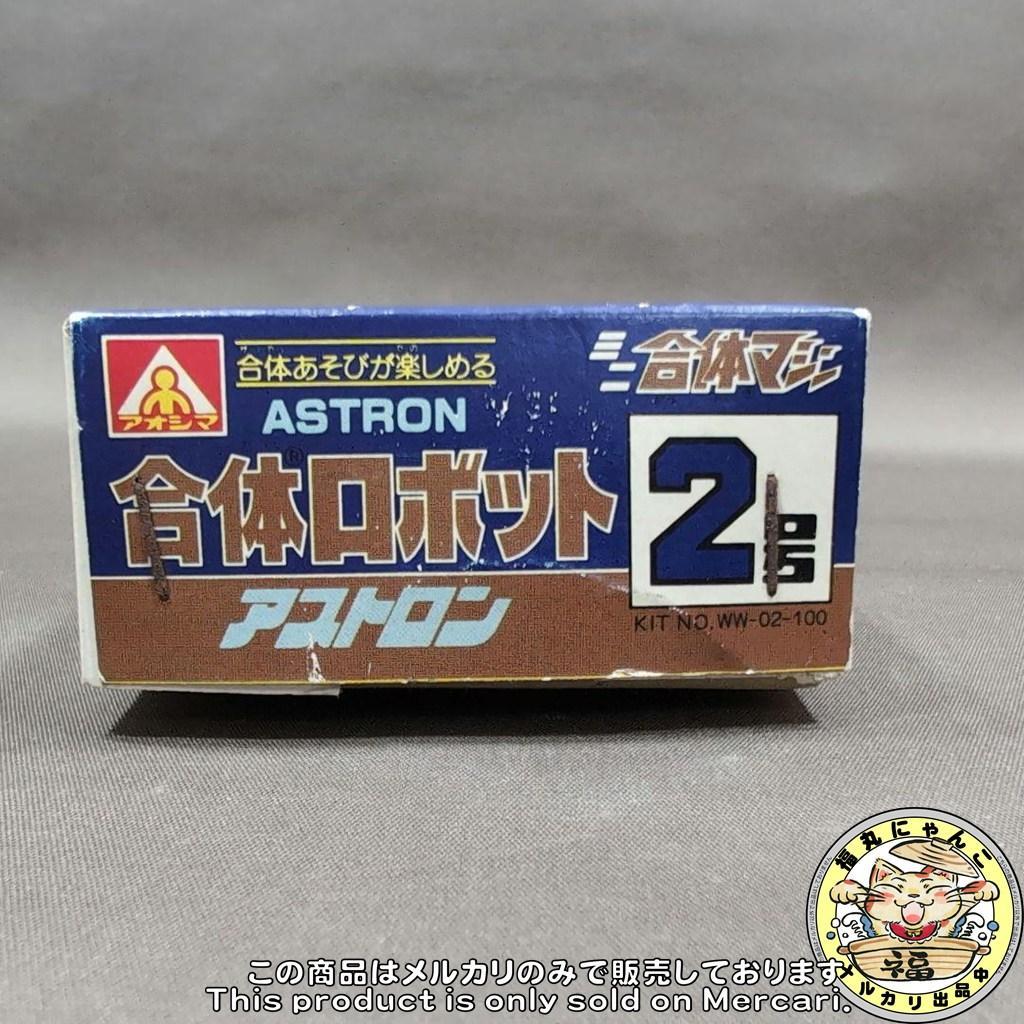 アオシマ
合体あそびが楽しめる
ミニ合体マシン
ASTRON
合体®ロボット
2号
アストロン
KIT NO. WW-02-100
福丸にゃんこ
福
メルカリ出品中
この商品はメルカリのみで販売しております。
This product is only sold on Mercari.